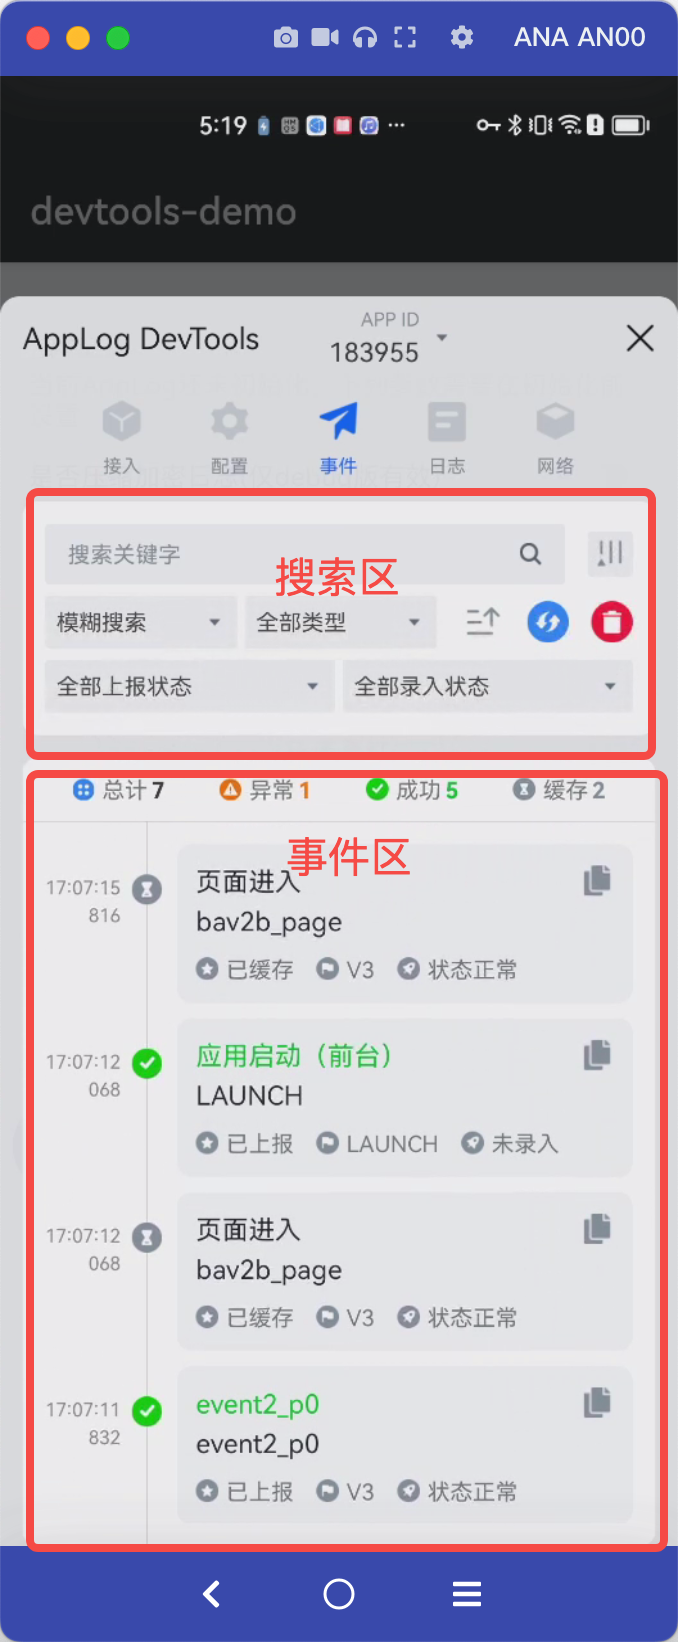 ANA AN00
5:19
devtools-demo
AppLog DevTools
APP ID
183955
接入
配置
事件
日志
网络
搜索关键字
搜索区
模糊搜索
全部类型
全部上报状态
全部录入状态
总计 7
异常 1
成功 5
缓存 2
事件区
17:07:15
816
页面进入
bav2b_page
已缓存
V3
状态正常
17:07:12
068
应用启动（前台）
LAUNCH
已上报
LAUNCH
未录入
17:07:12
068
页面进入
bav2b_page
已缓存
V3
状态正常
17:07:11
832
event2_p0
event2_p0
已上报
V3
状态正常